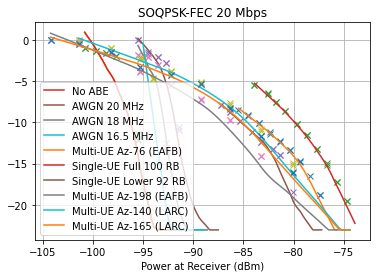 SOQPSK-FEC 20 Mbps
0
−5
−10
−15
−20
No ABE
AWGN 20 MHz
AWGN 18 MHz
AWGN 16.5 MHz
Multi-UE Az-76 (EAFB)
Single-UE Full 100 RB
Single-UE Lower 92 RB
Multi-UE Az-198 (EAFB)
Multi-UE Az-140 (LARC)
Multi-UE Az-165 (LARC)
−105 −100 −95 −90 −85 −80 −75
Power at Receiver (dBm)